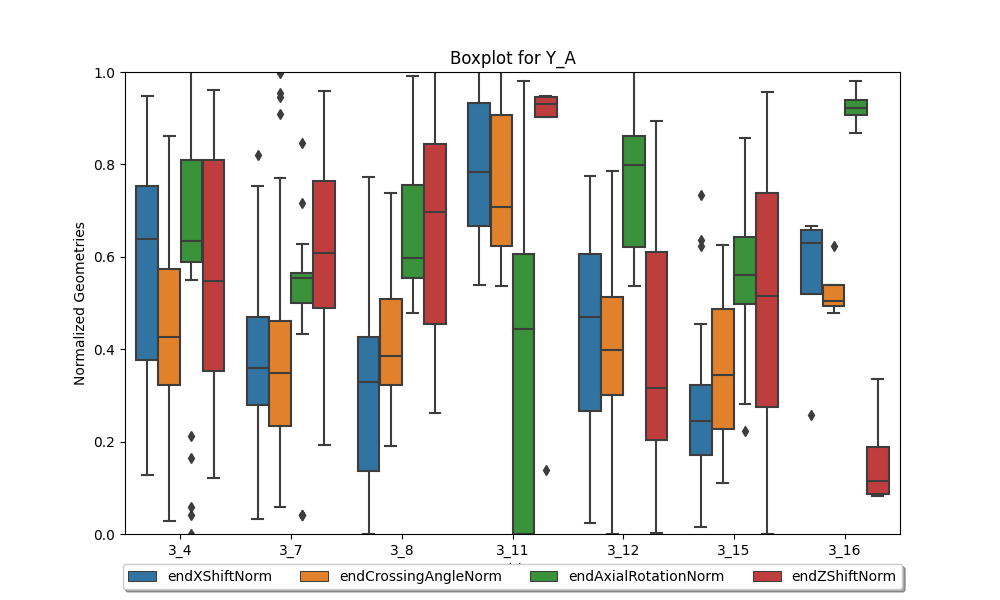 Boxplot for Y_A
Normalized Geometries
1.0
0.8
0.6
0.4
0.2
0.0
3_4 3_7 3_8 3_11 3_12 3_15 3_16
endXShiftNorm endCrossingAngleNorm endAxialRotationNorm endZShiftNorm